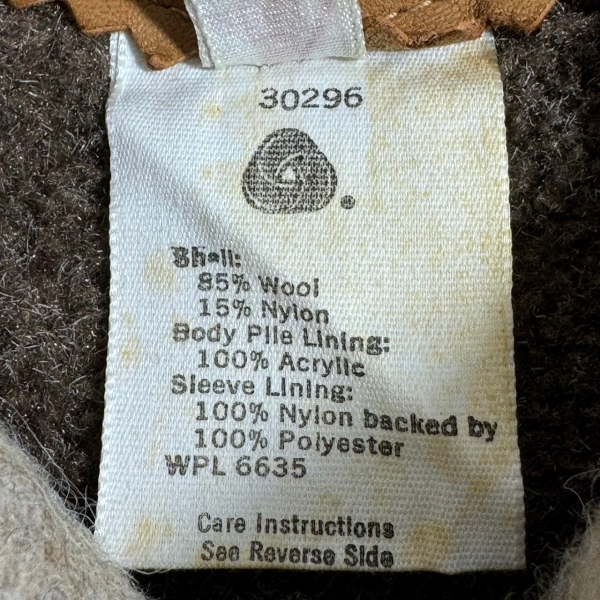 30296
Shell:
85% Wool
15% Nylon
Body Pile Lining:
100% Acrylic
Sleeve Lining:
100% Nylon backed by
100% Polyester
WPL 6635
Care Instructions
See Reverse Side